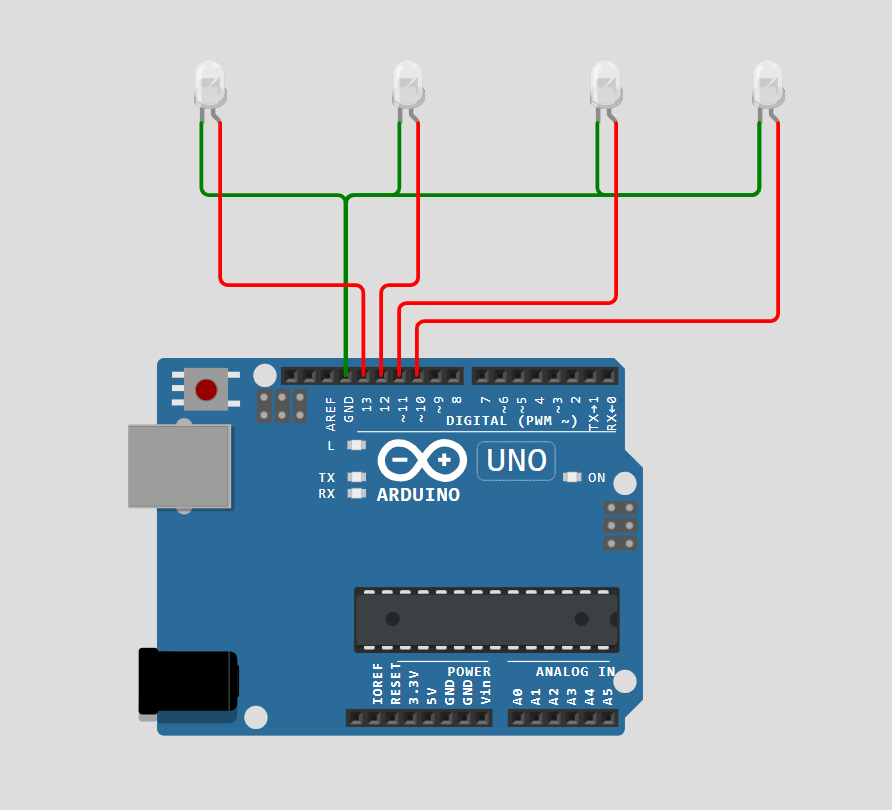 AREF
GND
13
12
~11
~10
~9
8
7
~6
~5
4
~3
2
TX→1
RX←0
DIGITAL (PWM ~)
L
TX
RX
UNO
ON
ARDUINO
IOREF
RESET
3.3V
5V
GND
GND
Vin
POWER
ANALOG IN
A0
A1
A2
A3
A4
A5